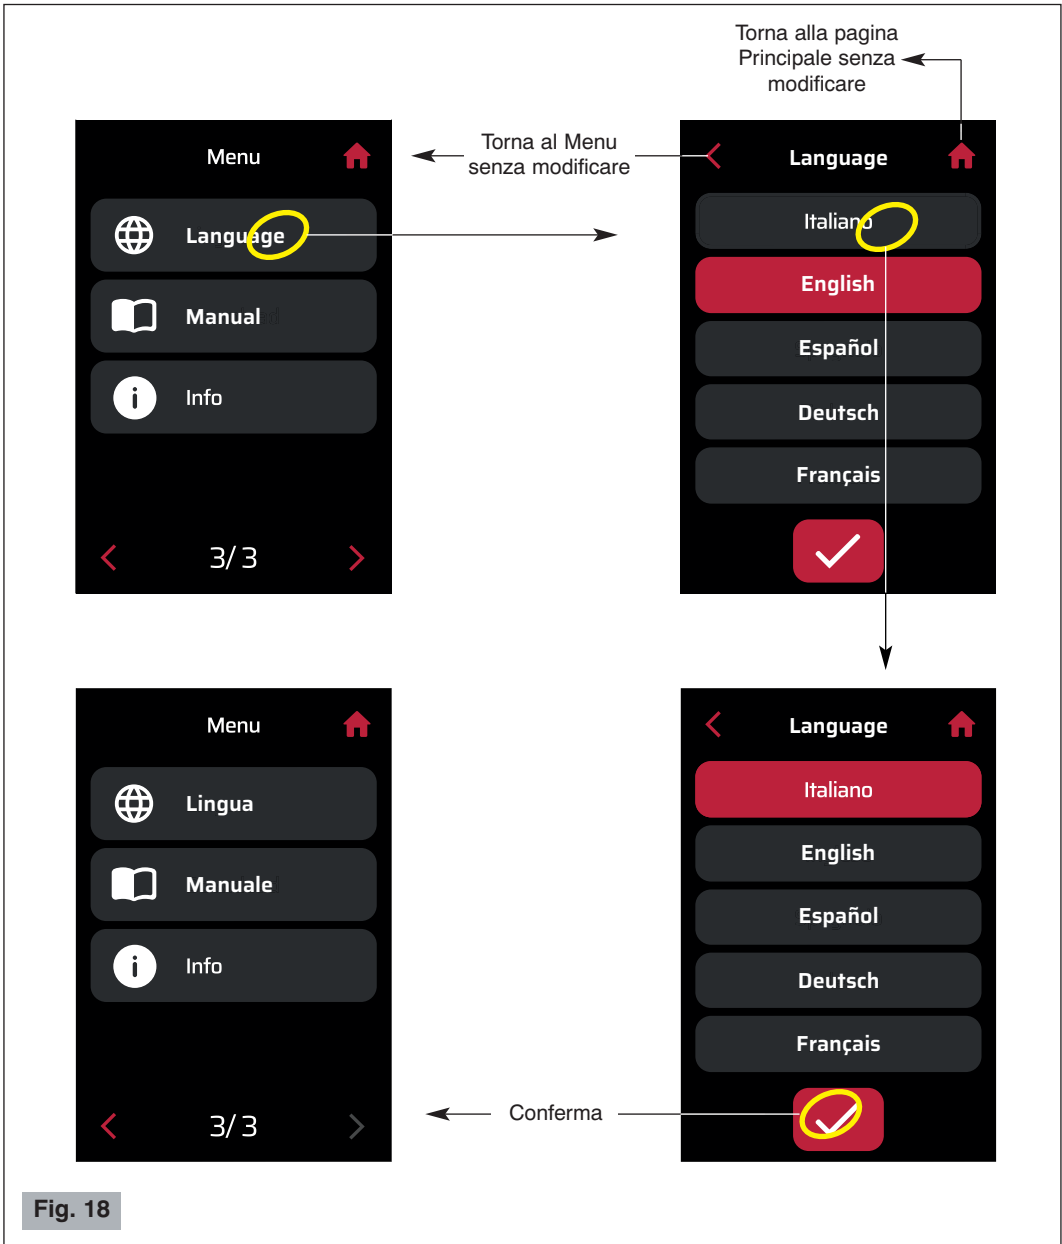 Torna alla pagina
Principale senza
modificare
Menu
Torna al Menu
senza modificare
Language
Language
Manual
Info
3/3
Italiano
English
Español
Deutsch
Français
Menu
Lingua
Manuale
Info
3/3
Language
Italiano
English
Español
Deutsch
Français
Conferma
Fig. 18